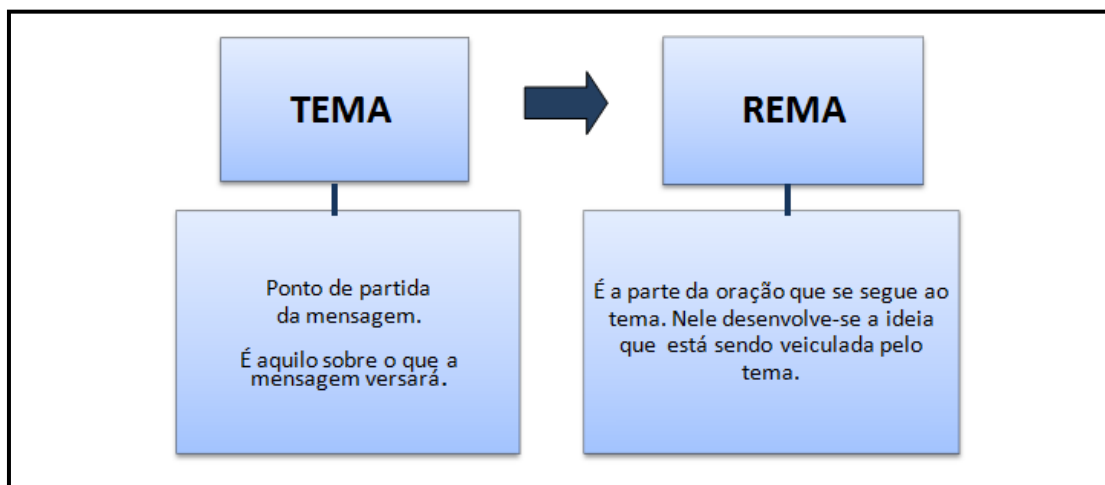 TEMA
REMA
Ponto de partida
da mensagem.
É aquilo sobre o que a
mensagem versará.
É a parte da oração que se segue ao
tema. Nele desenvolve-se a ideia
que está sendo veiculada pelo
tema.